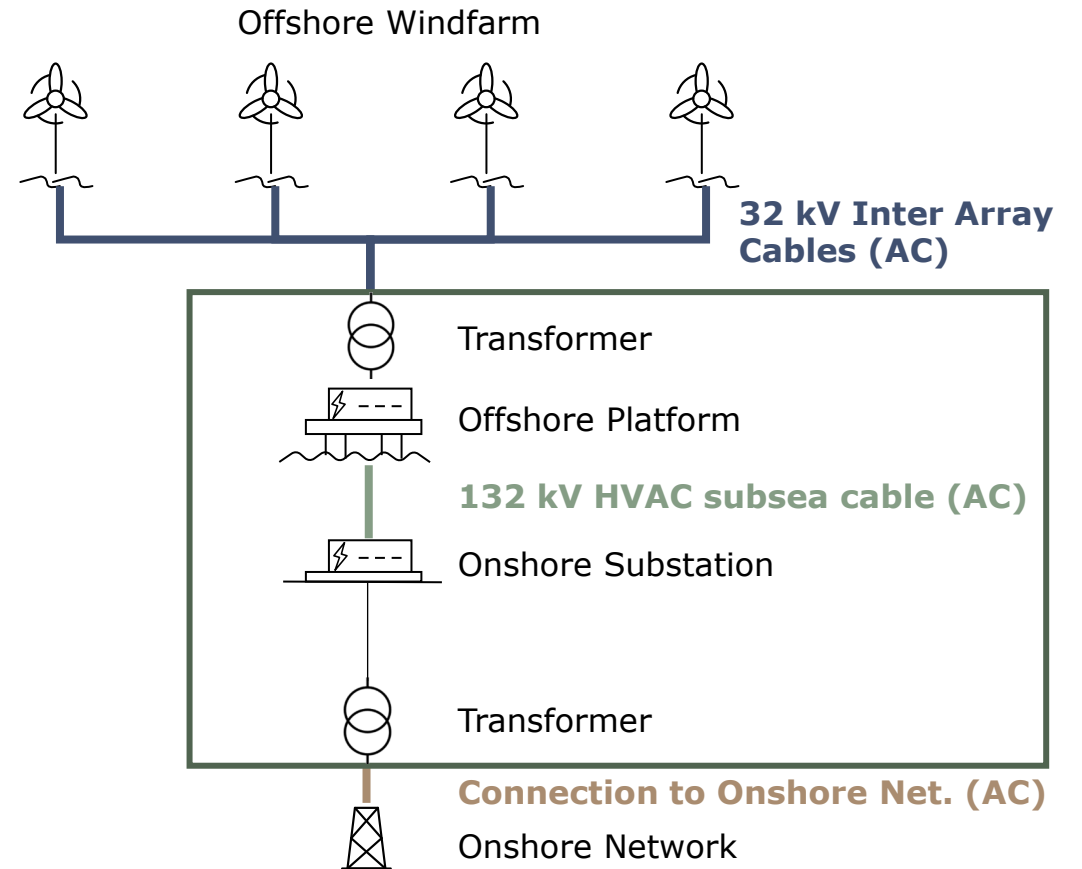 Offshore Windfarm
32 kV Inter Array
Cables (AC)
Transformer
Offshore Platform
132 kV HVAC subsea cable (AC)
Onshore Substation
Transformer
Connection to Onshore Net. (AC)
Onshore Network